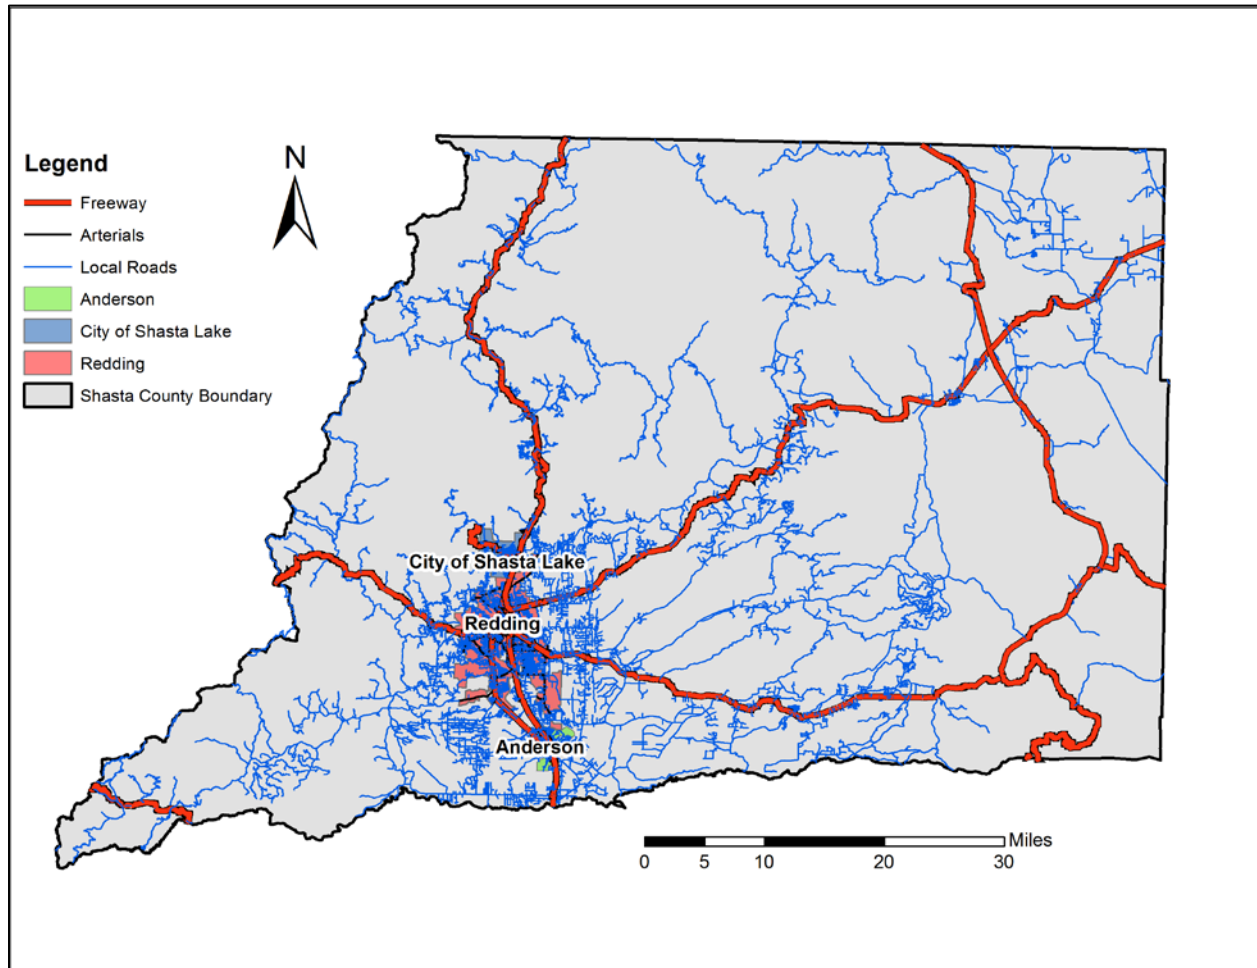 N
Legend
Freeway
Arterials
Local Roads
Anderson
City of Shasta Lake
Redding
Shasta County Boundary
City of Shasta Lake
Redding
Anderson
Miles
0 5 10 20 30